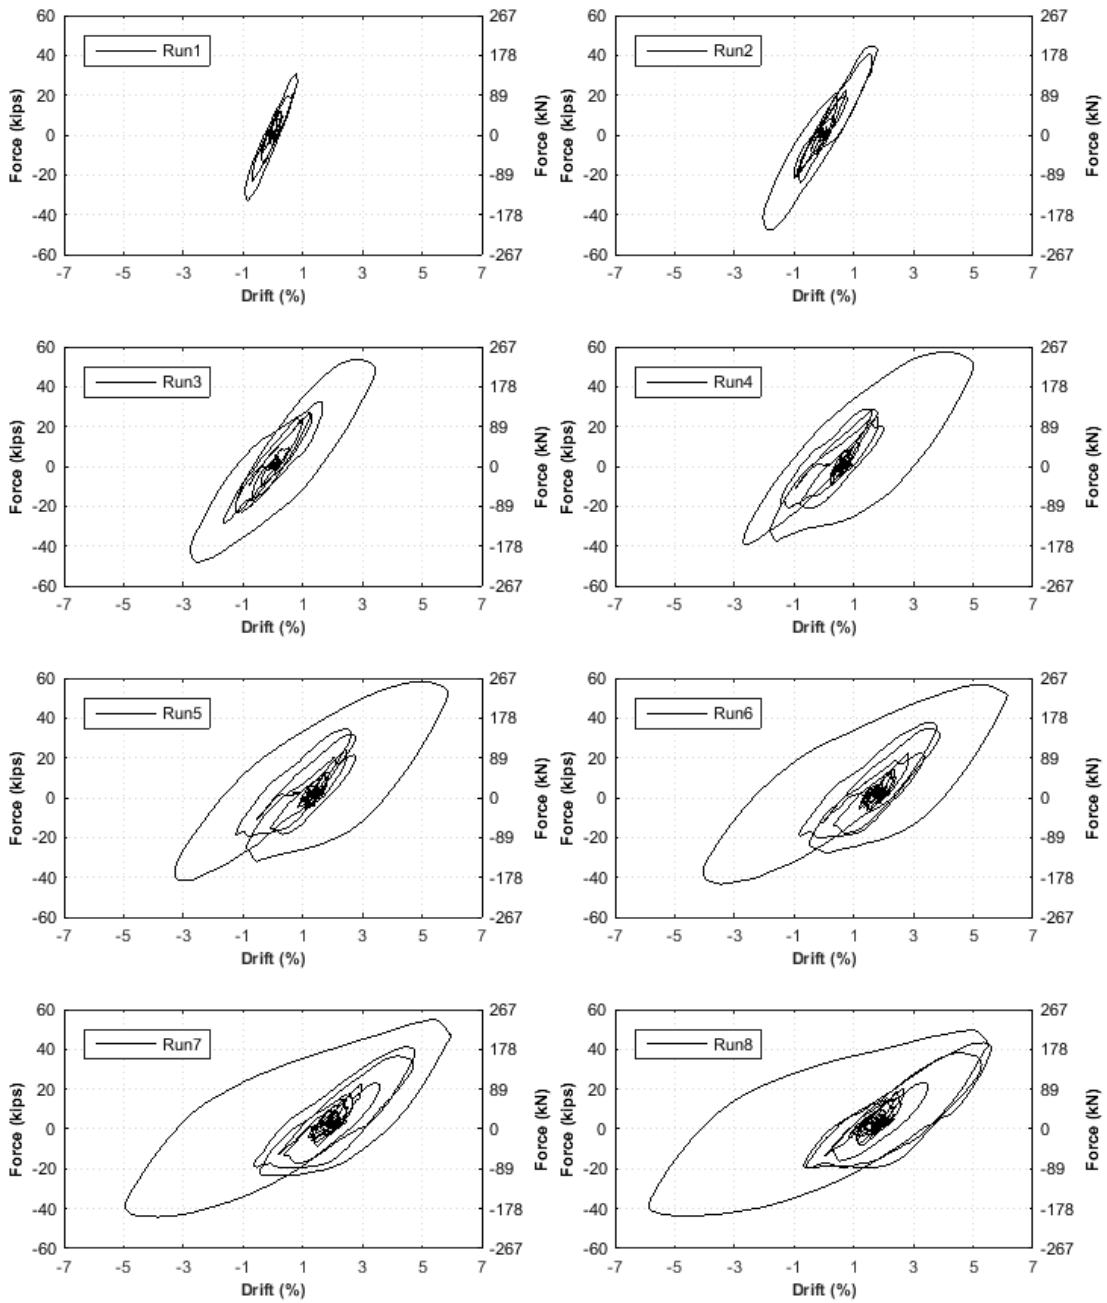 60 267 60 267
Run1 Run2
40 178 40 178
20 89 20 89
Force (kips) 0 0 Force (kN) Force (kips) 0 0 Force (kN)
-20 -89 -20 -89
-40 -178 -40 -178
-60 -267 -60 -267
-7 -5 -3 -1 1 3 5 7 -7 -5 -3 -1 1 3 5 7
Drift (%) Drift (%)
60 267 60 267
Run3 Run4
40 178 40 178
20 89 20 89
Force (kips) 0 0 Force (kN) Force (kips) 0 0 Force (kN)
-20 -89 -20 -89
-40 -178 -40 -178
-60 -267 -60 -267
-7 -5 -3 -1 1 3 5 7 -7 -5 -3 -1 1 3 5 7
Drift (%) Drift (%)
60 267 60 267
Run5 Run6
40 178 40 178
20 89 20 89
Force (kips) 0 0 Force (kN) Force (kips) 0 0 Force (kN)
-20 -89 -20 -89
-40 -178 -40 -178
-60 -267 -60 -267
-7 -5 -3 -1 1 3 5 7 -7 -5 -3 -1 1 3 5 7
Drift (%) Drift (%)
60 267 60 267
Run7 Run8
40 178 40 178
20 89 20 89
Force (kips) 0 0 Force (kN) Force (kips) 0 0 Force (kN)
-20 -89 -20 -89
-40 -178 -40 -178
-60 -267 -60 -267
-7 -5 -3 -1 1 3 5 7 -7 -5 -3 -1 1 3 5 7
Drift (%) Drift (%)